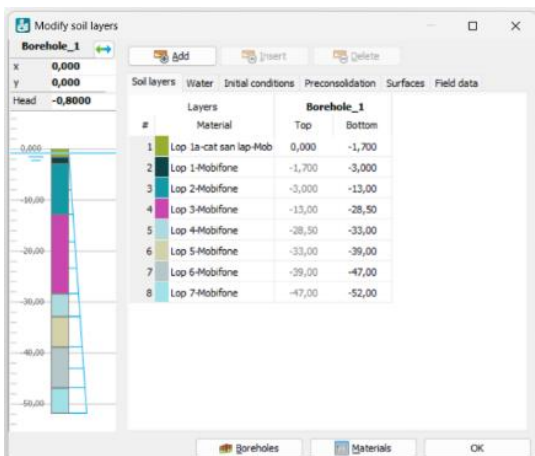 Modify soil layers
Borehole_1
x 0,000
y 0,000
Head -0,8000
0,000
-10,00
-20,00
-30,00
-40,00
-50,00
Add Insert Delete
Soil layers Water Initial conditions Preconsolidation Surfaces Field data
Layers Borehole_1
# Material Top Bottom
1 Lop 1a-cat san lap-Mob 0,000 -1,700
2 Lop 1-Mobifone -1,700 -3,000
3 Lop 2-Mobifone -3,000 -13,00
4 Lop 3-Mobifone -13,00 -28,50
5 Lop 4-Mobifone -28,50 -33,00
6 Lop 5-Mobifone -33,00 -39,00
7 Lop 6-Mobifone -39,00 -47,00
8 Lop 7-Mobifone -47,00 -52,00
Boreholes Materials OK